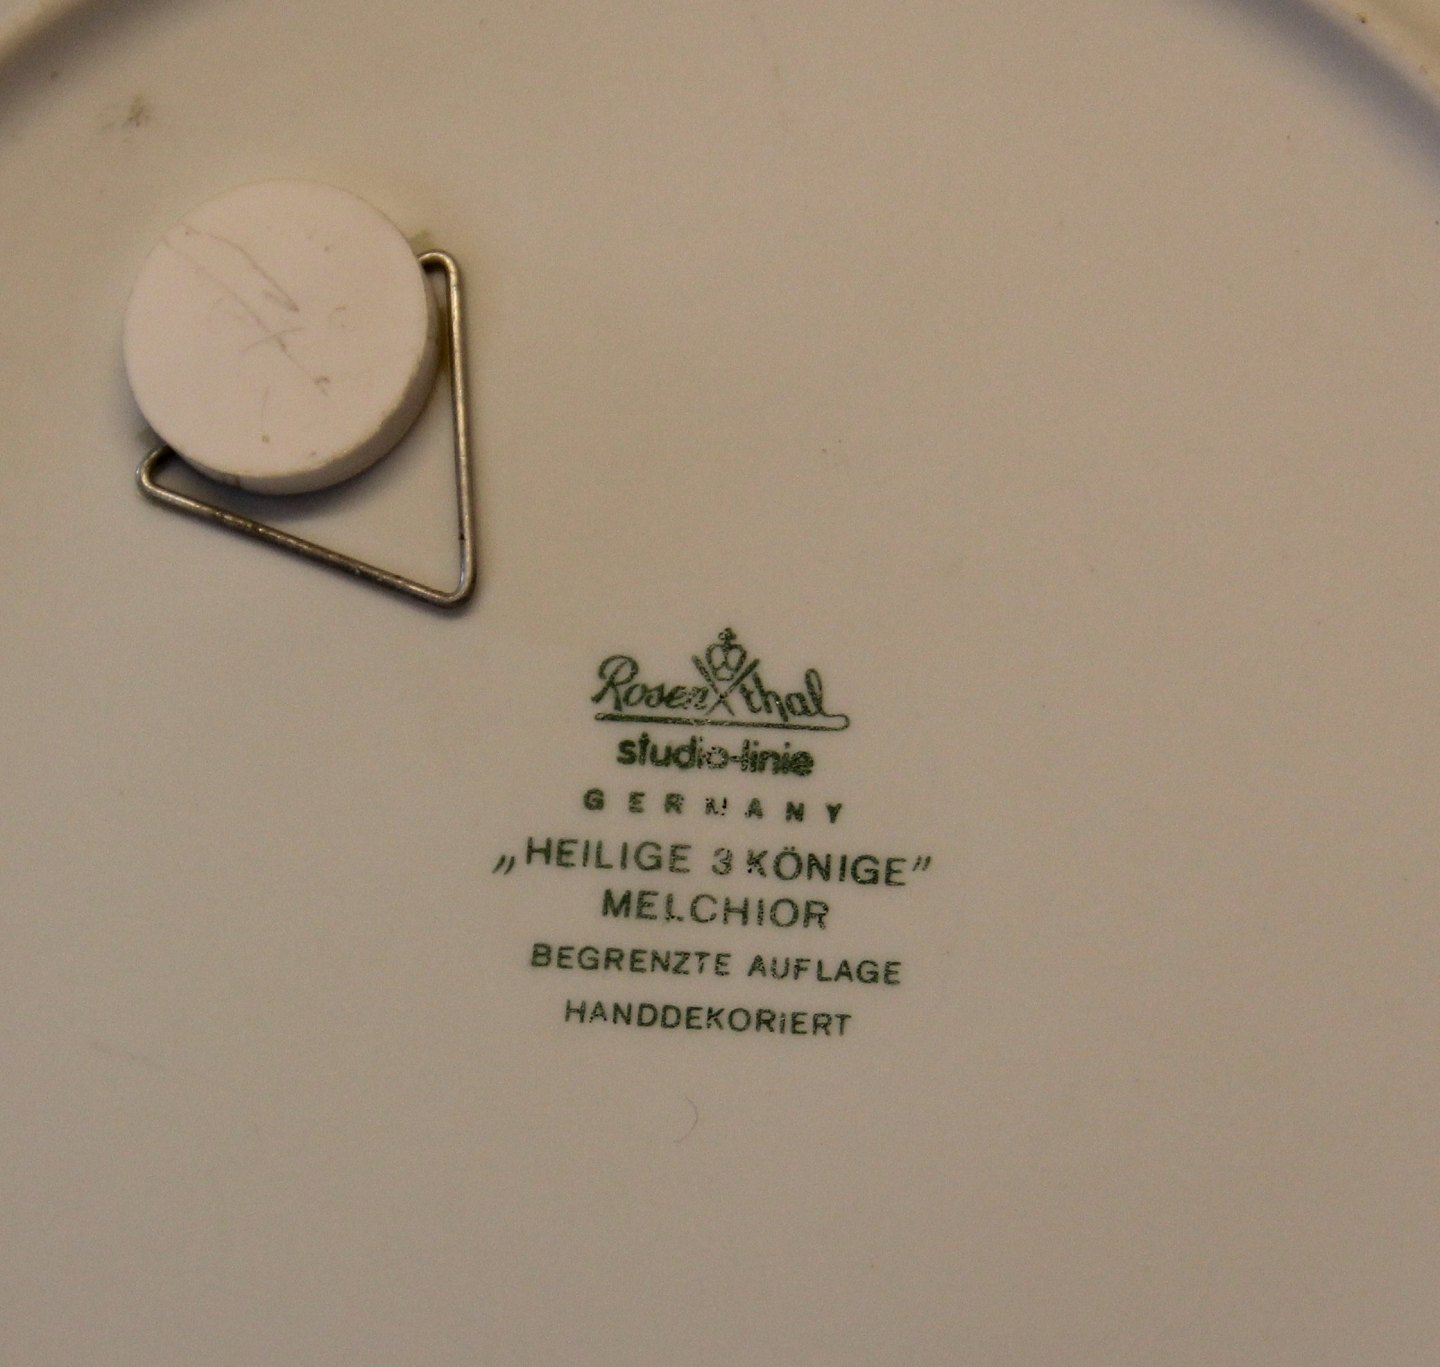 Rosenthal
studio-linie
GERMANY
„HEILIGE 3 KÖNIGE”
MELCHIOR
BEGRENZTE AUFLAGE
HANDDEKORIERT